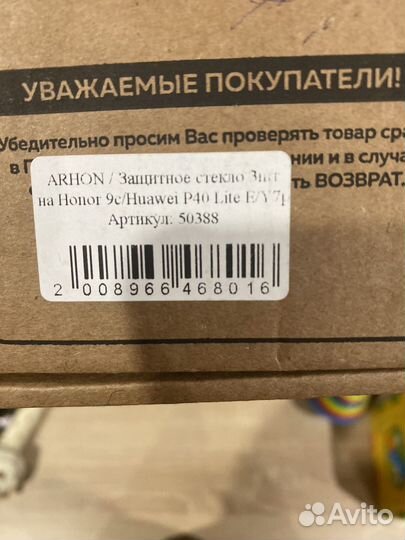 УВАЖАЕМЫЕ ПОКУПАТЕЛИ!
Убедительно просим Вас проверять товар сра
в П
нии и в случа
ть ВОЗВРАТ.
ARHON / Защитное стекло 3шт
на Honor 9c/Huawei P40 Lite E/Y7p
Артикул: 50388
2 008966 468016
Avito